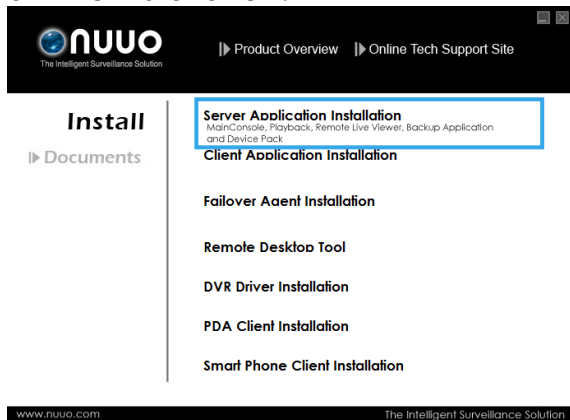 nuuo
The Intelligent Surveillance Solution
Product Overview
Online Tech Support Site
Install
Documents
Server Application Installation
MainConsole, Playback, Remote Live Viewer, Backup Application
and Device Pack
Client Application Installation
Failover Agent Installation
Remote Desktop Tool
DVR Driver Installation
PDA Client Installation
Smart Phone Client Installation
www.nuuo.com
The Intelligent Surveillance Solution